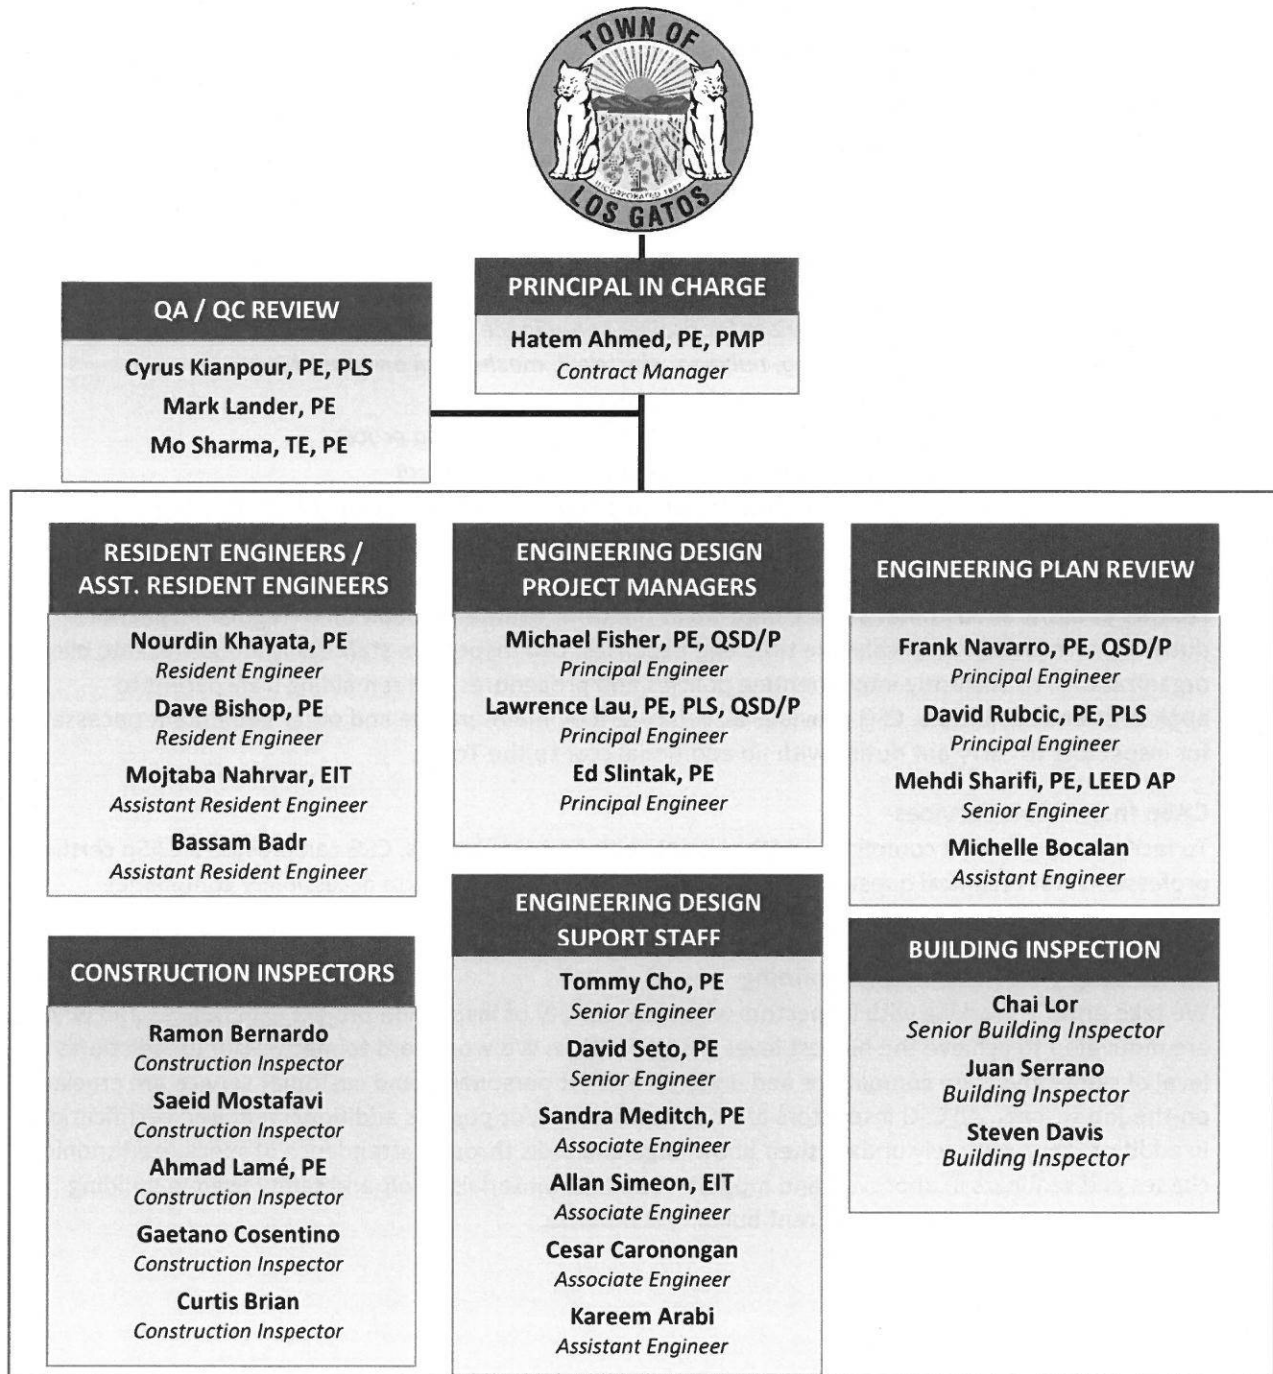 TOWN OF
INCORPORATED 1887
LOS GATOS
PRINCIPAL IN CHARGE
Hatem Ahmed, PE, PMP
Contract Manager
QA / QC REVIEW
Cyrus Kianpour, PE, PLS
Mark Lander, PE
Mo Sharma, TE, PE
RESIDENT ENGINEERS /
ASST. RESIDENT ENGINEERS
Nourdin Khayata, PE
Resident Engineer
Dave Bishop, PE
Resident Engineer
Mojtaba Nahrvar, EIT
Assistant Resident Engineer
Bassam Badr
Assistant Resident Engineer
CONSTRUCTION INSPECTORS
Ramon Bernardo
Construction Inspector
Saeid Mostafavi
Construction Inspector
Ahmad Lamé, PE
Construction Inspector
Gaetano Cosentino
Construction Inspector
Curtis Brian
Construction Inspector
ENGINEERING DESIGN
PROJECT MANAGERS
Michael Fisher, PE, QSD/P
Principal Engineer
Lawrence Lau, PE, PLS, QSD/P
Principal Engineer
Ed Slintak, PE
Principal Engineer
ENGINEERING DESIGN
SUPORT STAFF
Tommy Cho, PE
Senior Engineer
David Seto, PE
Senior Engineer
Sandra Meditch, PE
Associate Engineer
Allan Simeon, EIT
Associate Engineer
Cesar Caronongan
Associate Engineer
Kareem Arabi
Assistant Engineer
ENGINEERING PLAN REVIEW
Frank Navarro, PE, QSD/P
Principal Engineer
David Rubcic, PE, PLS
Principal Engineer
Mehdi Sharifi, PE, LEED AP
Senior Engineer
Michelle Bocalan
Assistant Engineer
BUILDING INSPECTION
Chai Lor
Senior Building Inspector
Juan Serrano
Building Inspector
Steven Davis
Building Inspector